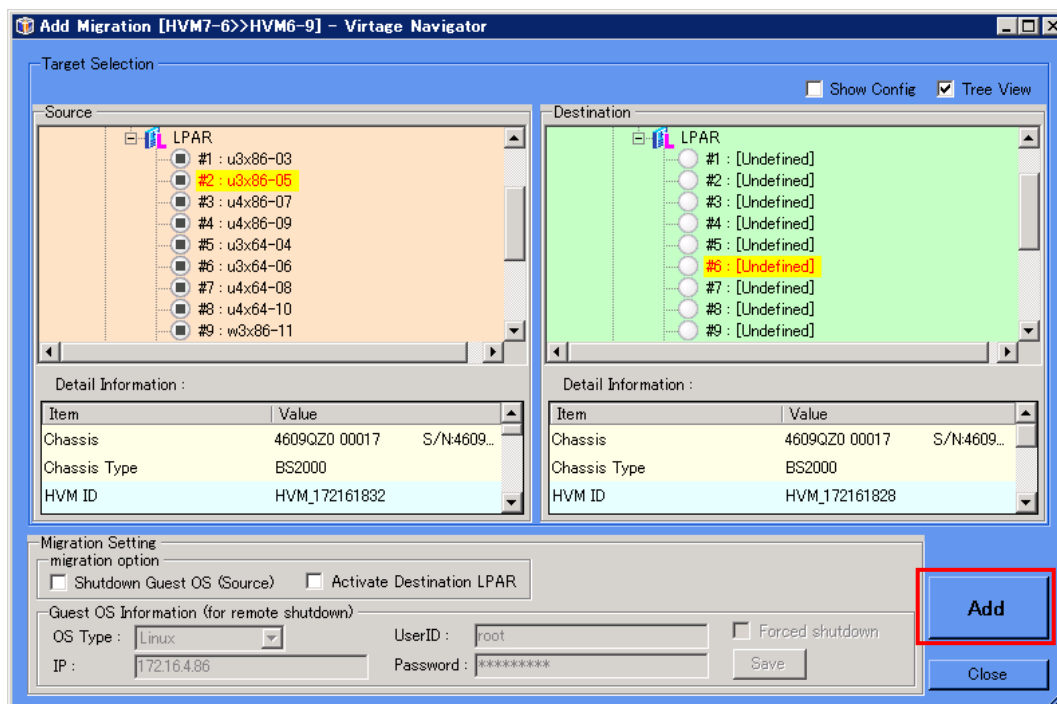 Add Migration [HVM7-6>>HVM6-9] - Virtage Navigator
Target Selection
Show Config Tree View
Source
LPAR
#1 : u3x86-03
#2 : u3x86-05
#3 : u4x86-07
#4 : u4x86-09
#5 : u3x64-04
#6 : u3x64-06
#7 : u4x64-08
#8 : u4x64-10
#9 : w3x86-11
Detail Information :
Item Value
Chassis 4609QZ0 00017 S/N:4609...
Chassis Type BS2000
HVM ID HVM_172161832
Destination
LPAR
#1 : [Undefined]
#2 : [Undefined]
#3 : [Undefined]
#4 : [Undefined]
#5 : [Undefined]
#6 : [Undefined]
#7 : [Undefined]
#8 : [Undefined]
#9 : [Undefined]
Detail Information :
Item Value
Chassis 4609QZ0 00017 S/N:4609...
Chassis Type BS2000
HVM ID HVM_172161828
Migration Setting
migration option
Shutdown Guest OS (Source) Activate Destination LPAR
Guest OS Information (for remote shutdown)
OS Type : Linux UserID : root Forced shutdown
IP : 172.16.4.86 Password : ********* Save
Add
Close